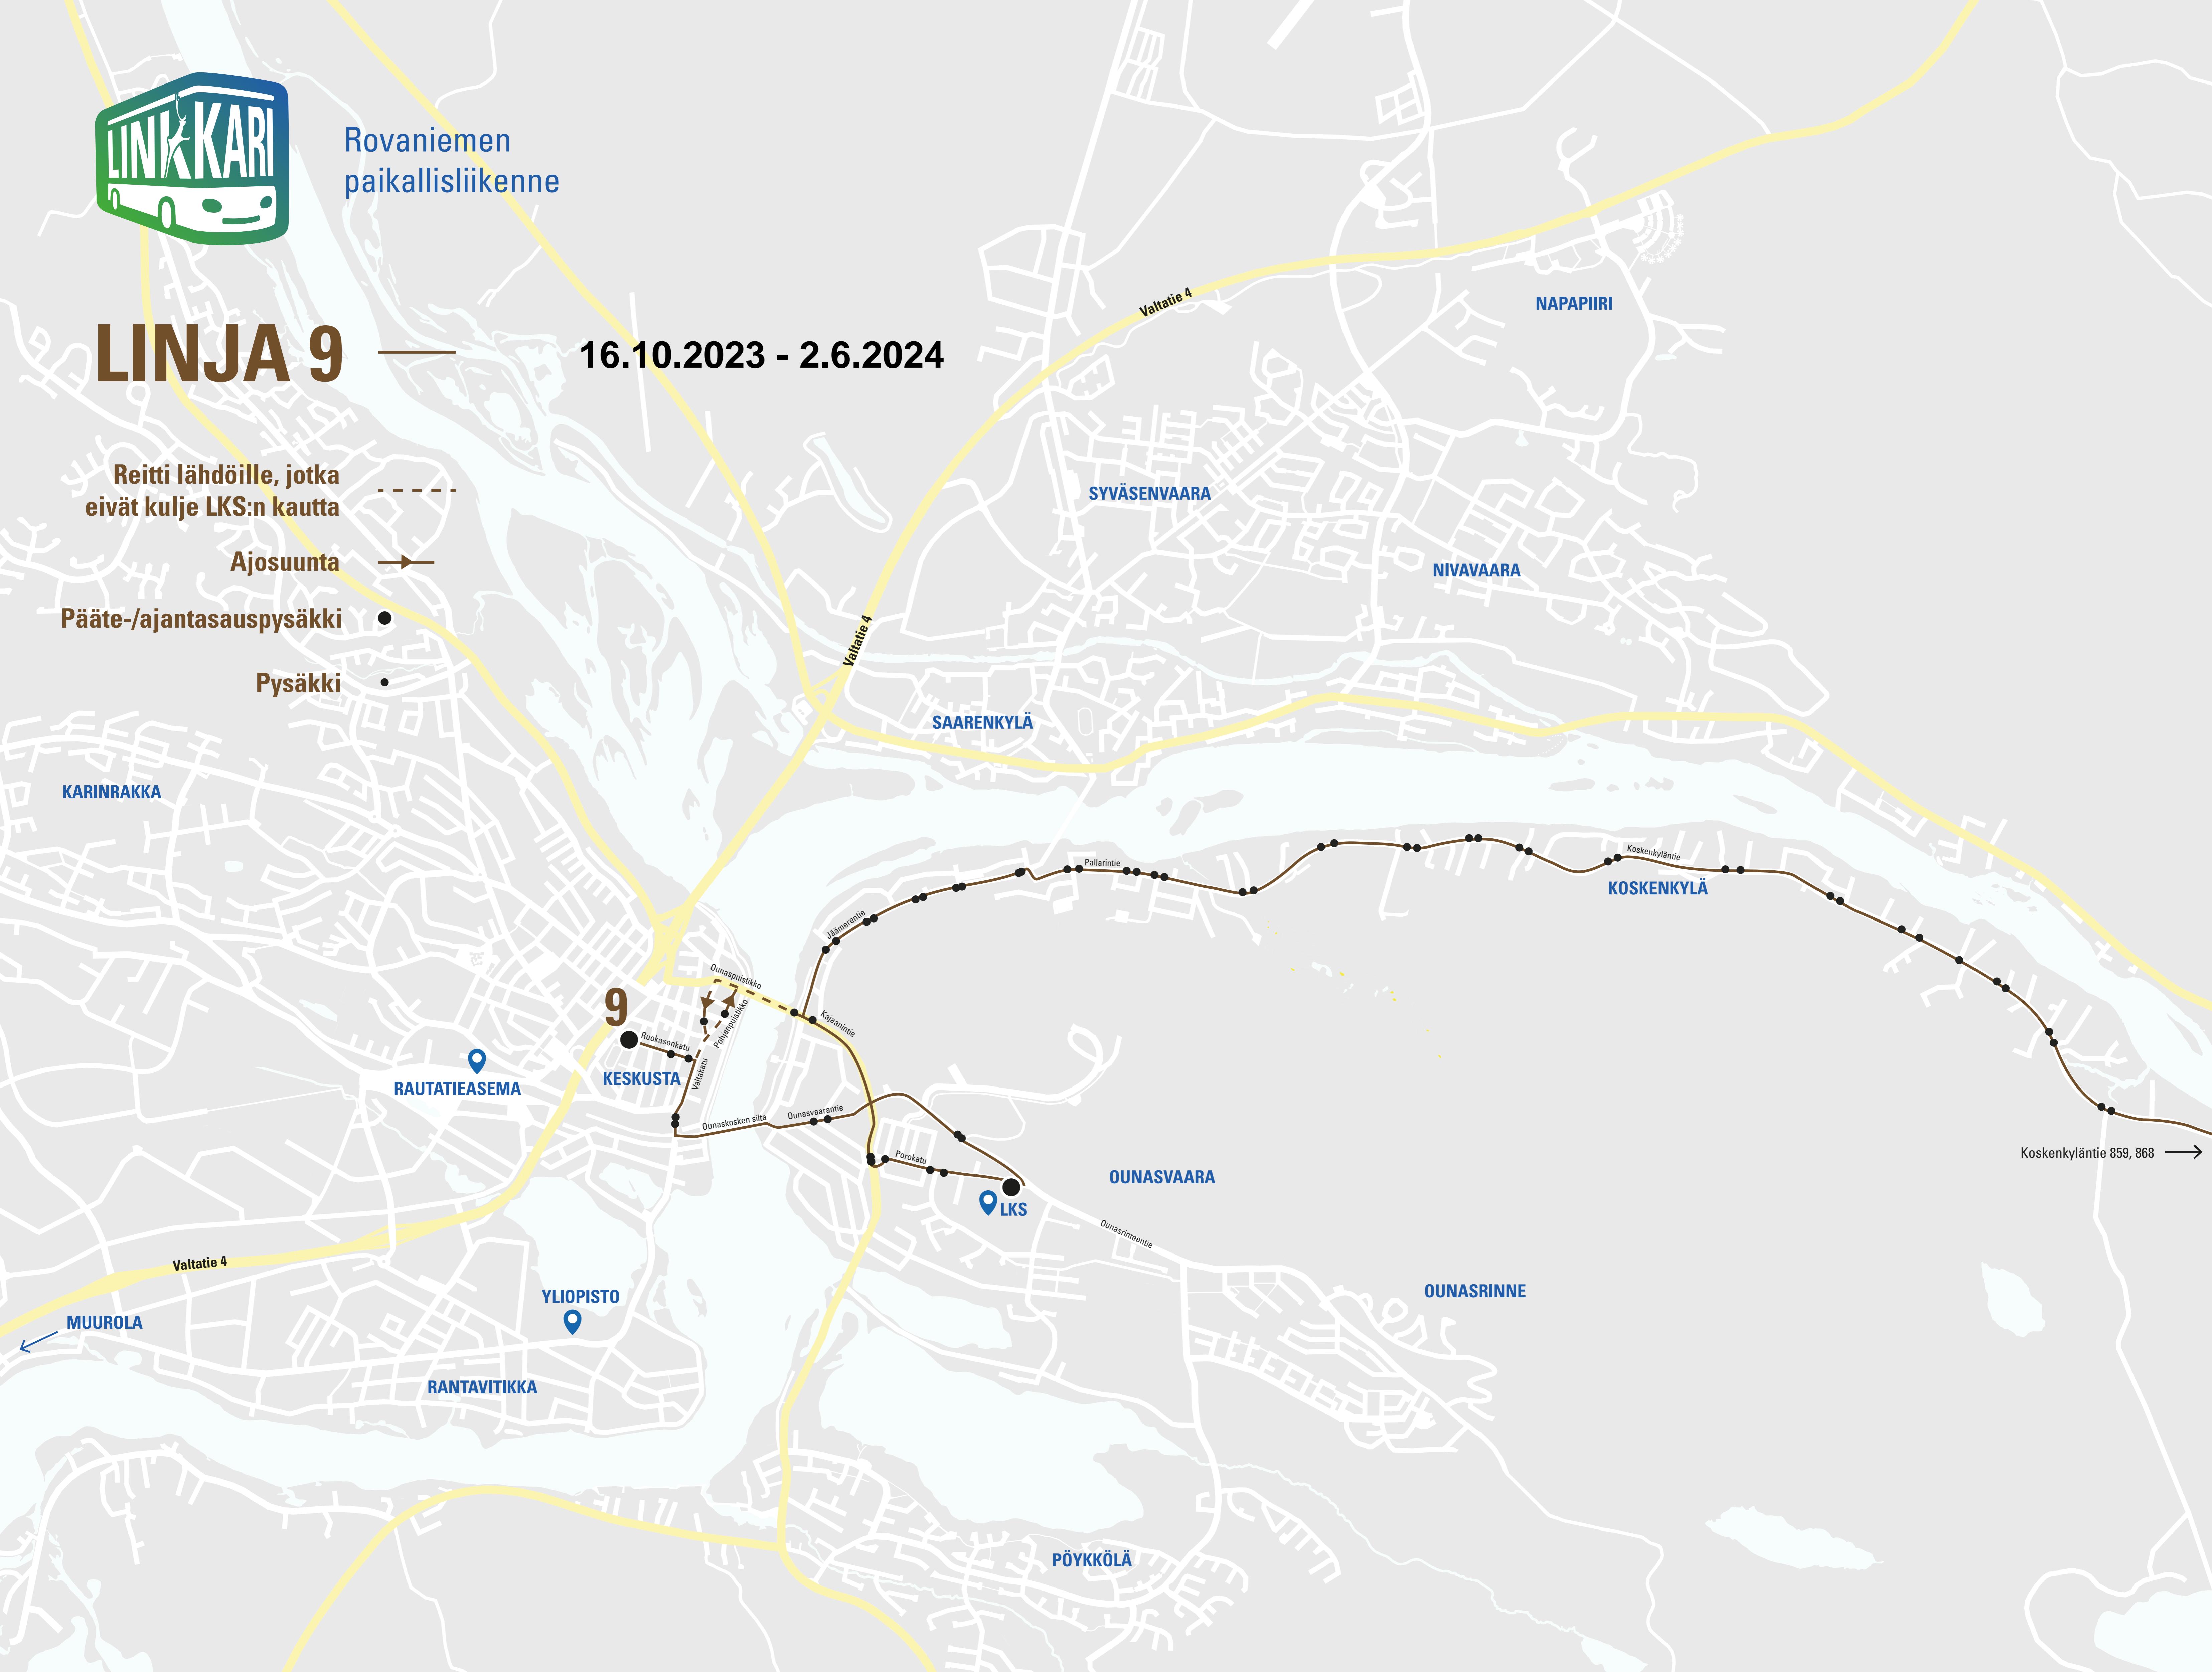 LINKKARI
Rovaniemen
paikallisliikenne
LINJA 9
16.10.2023 - 2.6.2024
Reitti lähdöille, jotka
eivät kulje LKS:n kautta
Ajosuunta
Pääte-/ajantasauspysäkki
Pysäkki
Valtatie 4
NAPAPIIRI
SYVÄSENVAARA
NIVAVAARA
Valtatie 4
SAARENKYLÄ
KARINRAKKA
Pallarintie
Koskenkyläntie
KOSKENKYLÄ
Jäämerentie
Ounaspuistikko
9
Pohjanpuistikko
Kajaanintie
Ruokasenkatu
KESKUSTA
Valtakatu
RAUTATIEASEMA
Ounaskosken silta
Ounasvaarantie
Porokatu
Koskenkyläntie 859, 868
OUNASVAARA
LKS
Ounasrinteentie
Valtatie 4
OUNASRINNE
YLIOPISTO
MUUROLA
RANTAVITIKKA
PÖYKKÖLÄ